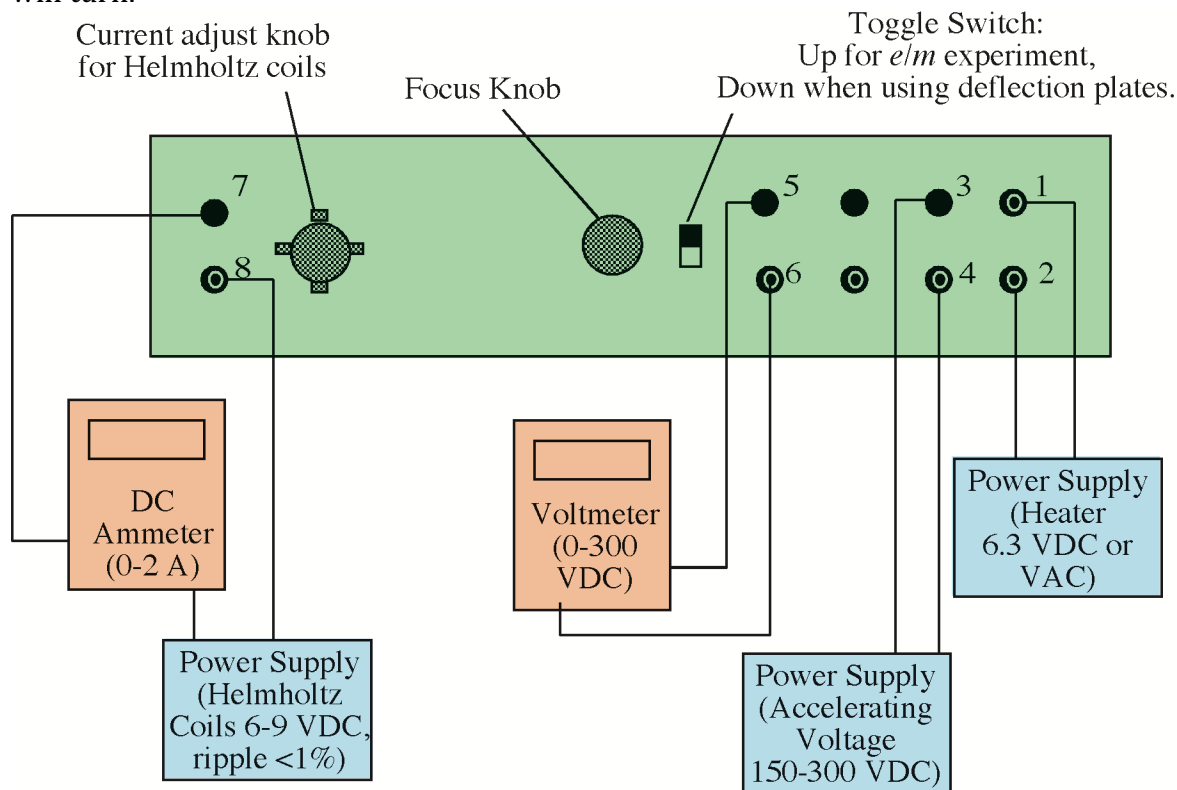 will turn.
Current adjust knob
for Helmholtz coils
Focus Knob
Toggle Switch:
Up for e/m experiment,
Down when using deflection plates.
7
8
5
3
1
6
4
2
DC
Ammeter
(0-2 A)
Voltmeter
(0-300
VDC)
Power Supply
(Heater
6.3 VDC or
VAC)
Power Supply
(Helmholtz
Coils 6-9 VDC,
ripple <1%)
Power Supply
(Accelerating
Voltage
150-300 VDC)